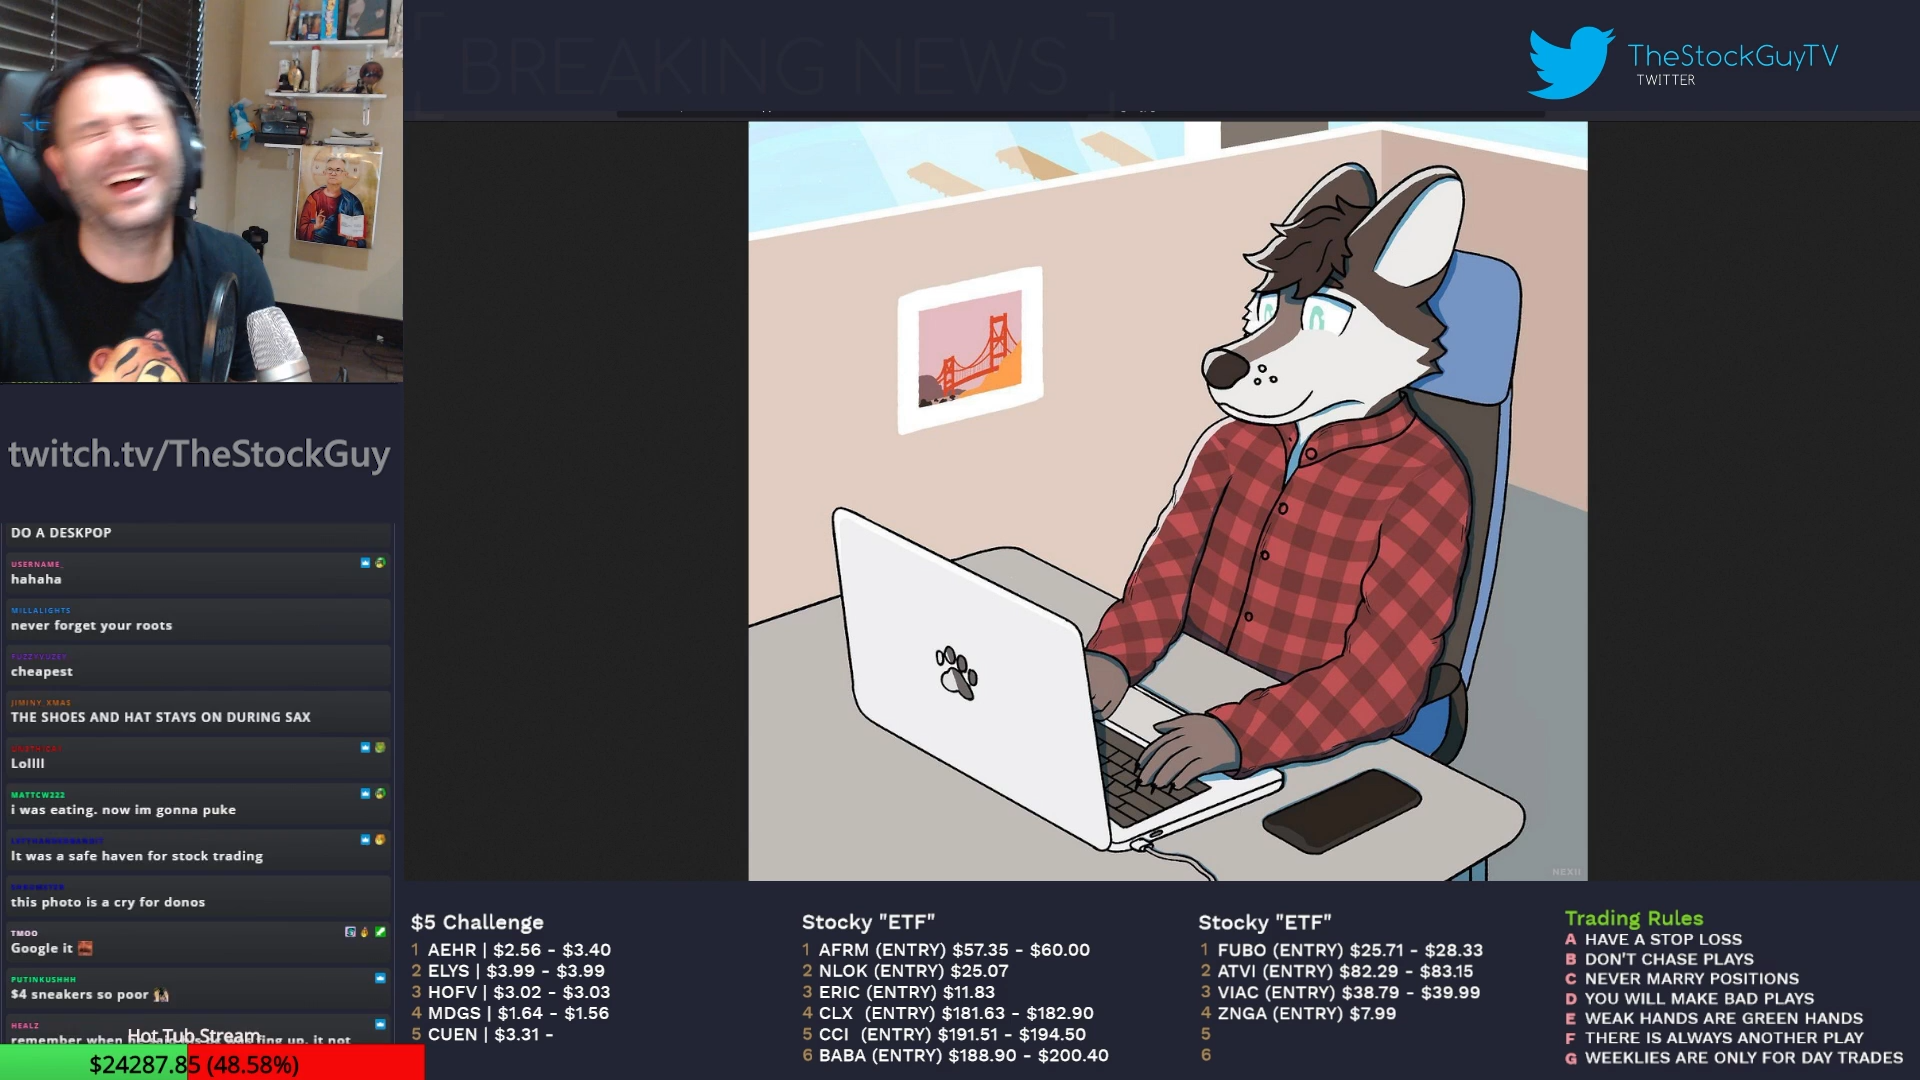 BREAKING NEWS
TheStockGuyTV
TWITTER
twitch.tv/TheStockGuy
DO A DESKPOP
USERNAME_
hahaha
MILLALIGHTS
never forget your roots
cheapest
JIMINY_XMAS
THE SHOES AND HAT STAYS ON DURING SAX
Lollll
MATTCW222
i was eating. now im gonna puke
It was a safe haven for stock trading
this photo is a cry for donos
TMOO
Google it
PUTINKUSHHH
$4 sneakers so poor
HEALZ
remember when
fing up, it not
Hot Tub Stream
$24287.85 (48.58%)
NEXII
$5 Challenge
1 AEHR | $2.56 - $3.40
2 ELYS | $3.99 - $3.99
3 HOFV | $3.02 - $3.03
4 MDGS | $1.64 - $1.56
5 CUEN | $3.31 -
Stocky "ETF"
1 AFRM (ENTRY) $57.35 - $60.00
2 NLOK (ENTRY) $25.07
3 ERIC (ENTRY) $11.83
4 CLX (ENTRY) $181.63 - $182.90
5 CCI (ENTRY) $191.51 - $194.50
6 BABA (ENTRY) $188.90 - $200.40
Stocky "ETF"
1 FUBO (ENTRY) $25.71 - $28.33
2 ATVI (ENTRY) $82.29 - $83.15
3 VIAC (ENTRY) $38.79 - $39.99
4 ZNGA (ENTRY) $7.99
5
6
Trading Rules
A HAVE A STOP LOSS
B DON'T CHASE PLAYS
C NEVER MARRY POSITIONS
D YOU WILL MAKE BAD PLAYS
E WEAK HANDS ARE GREEN HANDS
F THERE IS ALWAYS ANOTHER PLAY
G WEEKLIES ARE ONLY FOR DAY TRADES